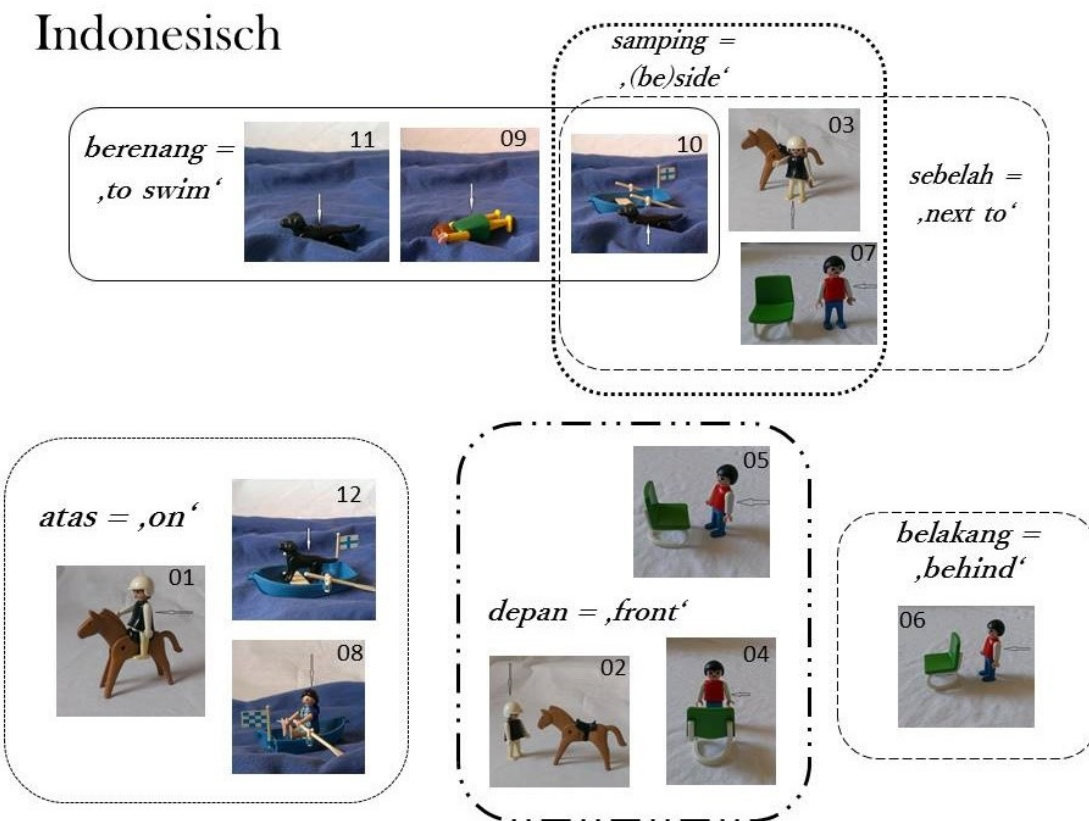 Indonesisch
samping =
‚(be)side‘
berenang =
‚to swim‘
11
09
10
03
sebelah =
‚next to‘
07
atas = ‚on‘
12
01
08
05
depan = ‚front‘
02
04
belakang =
‚behind‘
06